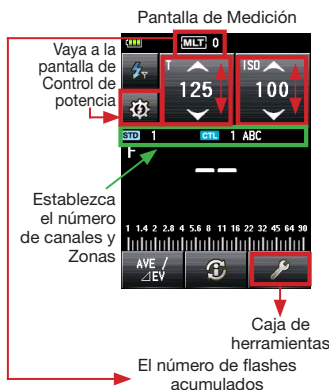 Pantalla de Medición
MLT 0
Vaya a la
pantalla de
Control de
potencia
T
125
ISO
100
STD 1 CTL 1 ABC
F
Establezca
el número
de canales y
Zonas
1 1.4 2 2.8 4 5.6 8 11 16 22 32 45 64 90
AVE /
⊿EV
Caja de
herramientas
El número de flashes
acumulados